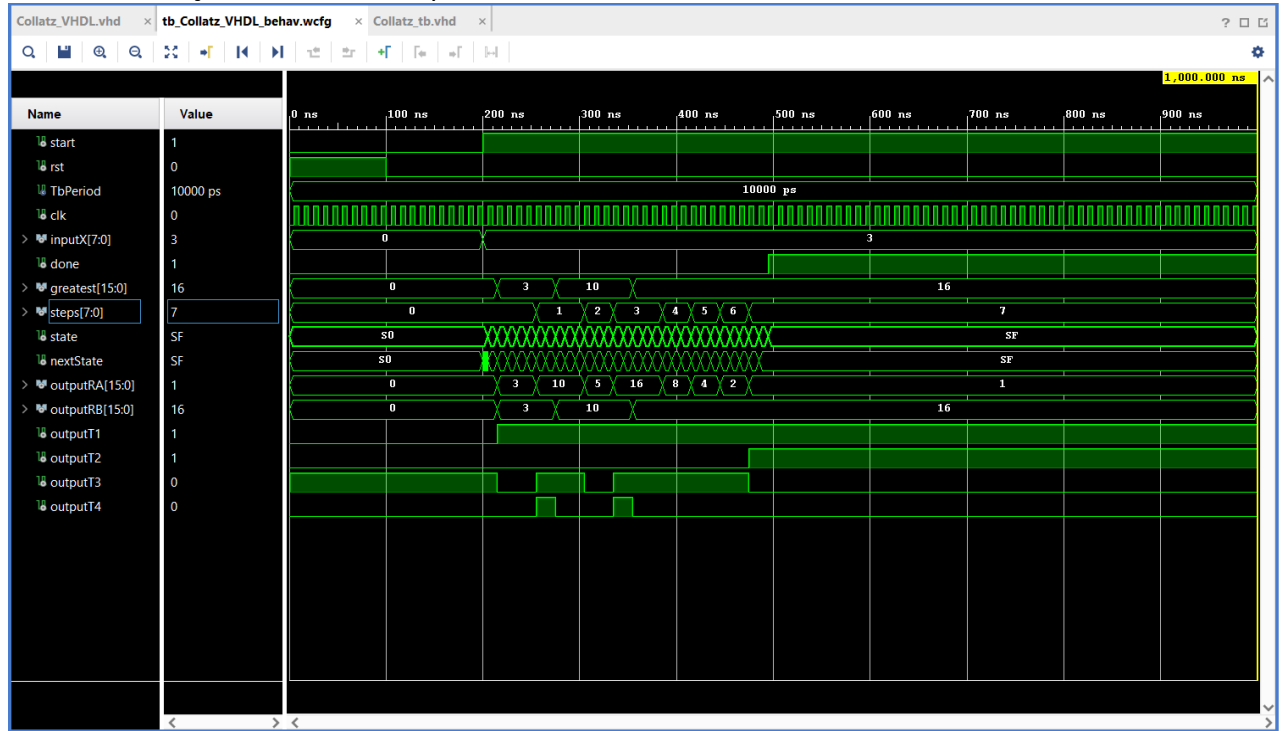 Collatz_VHDL.vhd × tb_Collatz_VHDL_behav.wcfg × Collatz_tb.vhd × ?
1,000.000 ns
Name Value 0 ns 100 ns 200 ns 300 ns 400 ns 500 ns 600 ns 700 ns 800 ns 900 ns
start 1
rst 0
TbPeriod 10000 ps 10000 ps
clk 0
> inputX[7:0] 3 0 3
done 1
> greatest[15:0] 16 0 3 10 16
> steps[7:0] 7 0 1 2 3 4 5 6 7
state SF S0 SF
nextState SF S0 SF
> outputRA[15:0] 1 0 3 10 5 16 8 4 2 1
> outputRB[15:0] 16 0 3 10 16
outputT1 1
outputT2 1
outputT3 0
outputT4 0